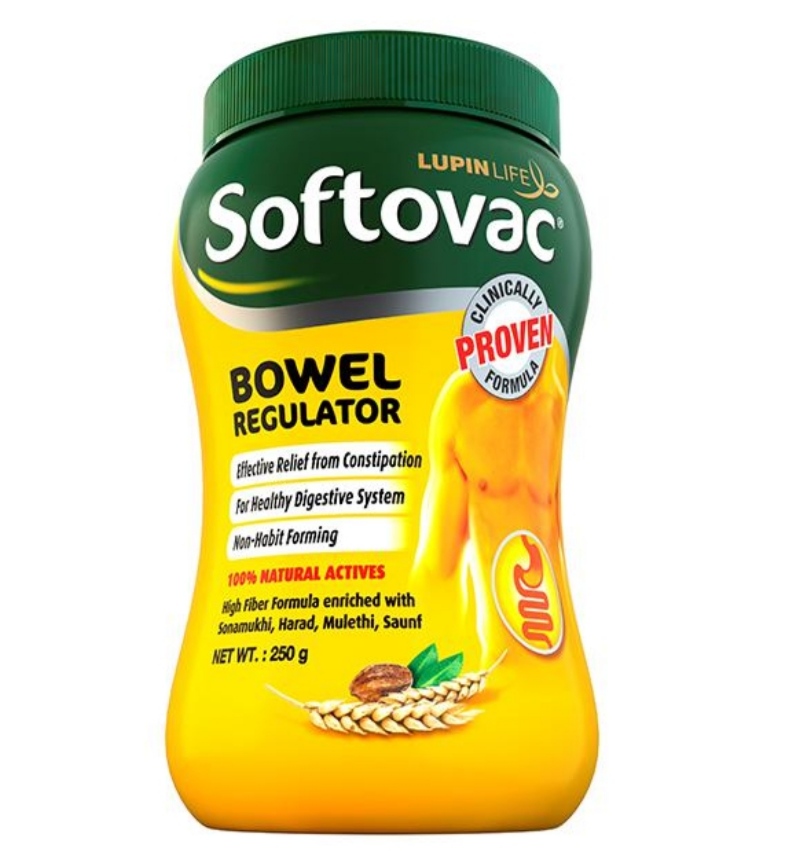 LUPIN LIFE
Softovac®
CLINICALLY
PROVEN
FORMULA
BOWEL
REGULATOR
Effective Relief from Constipation
For Healthy Digestive System
Non-Habit Forming
100% NATURAL ACTIVES
High Fiber Formula enriched with
Sonamukhi, Harad, Mulethi, Saunf
NET WT. : 250 g